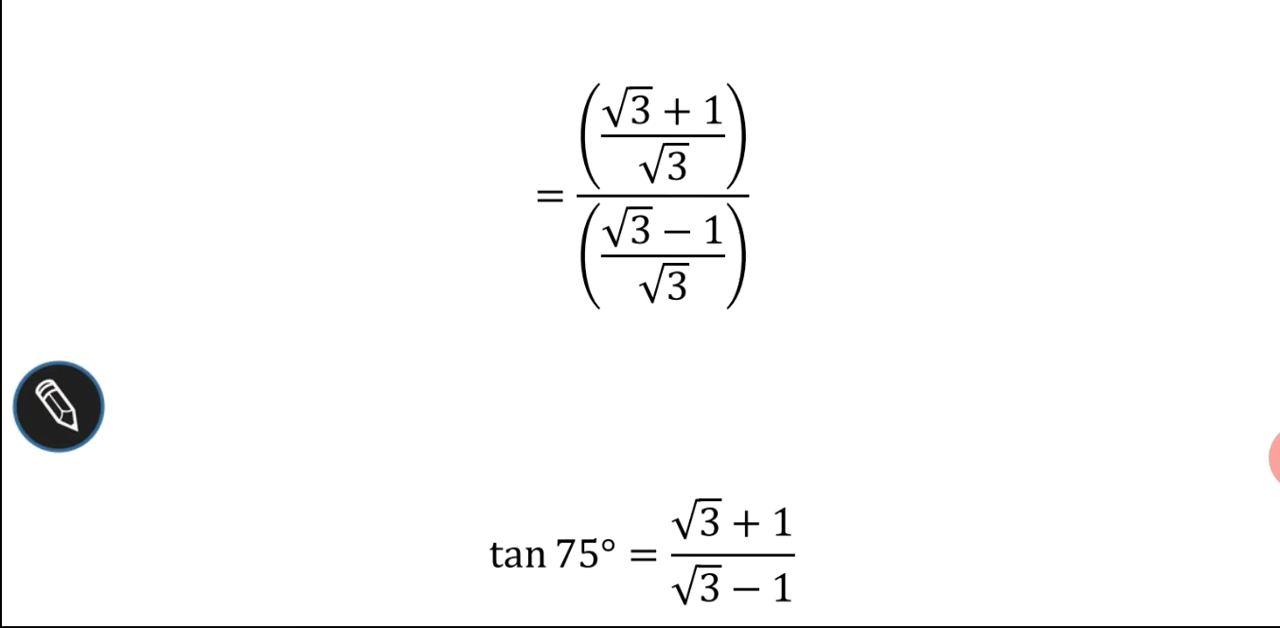 = ((√3 + 1)/√3) / ((√3 − 1)/√3)
tan 75° = (√3 + 1)/(√3 − 1)